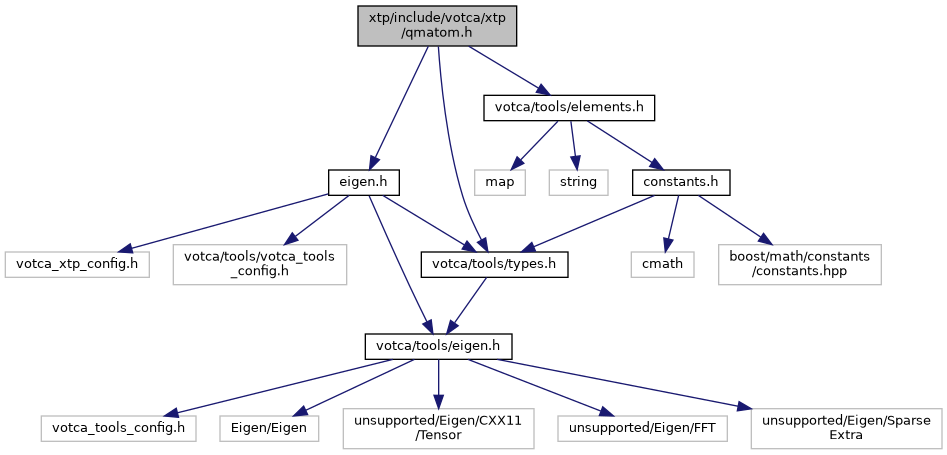 xtp/include/votca/xtp
/qmatom.h
votca/tools/elements.h
eigen.h
map
string
constants.h
votca_xtp_config.h
votca/tools/votca_tools
_config.h
votca/tools/types.h
cmath
boost/math/constants
/constants.hpp
votca/tools/eigen.h
votca_tools_config.h
Eigen/Eigen
unsupported/Eigen/CXX11
/Tensor
unsupported/Eigen/FFT
unsupported/Eigen/Sparse
Extra